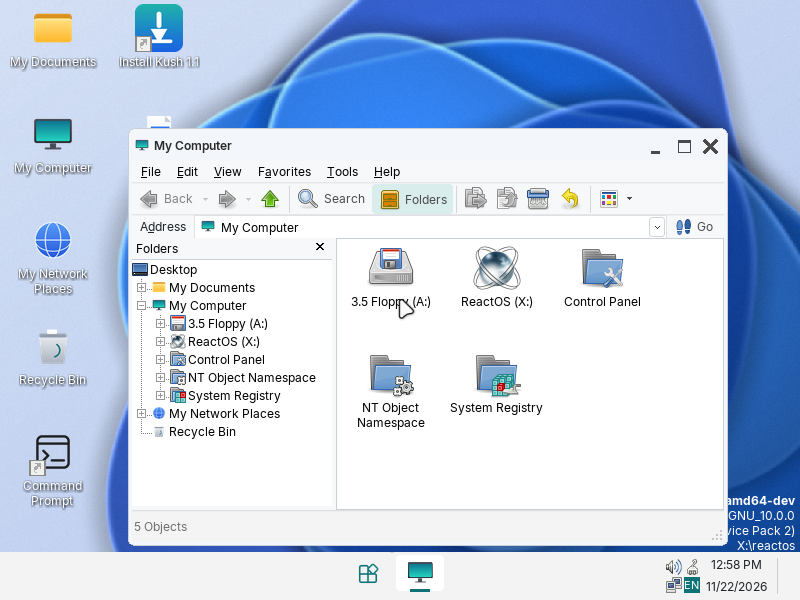 My Documents
Install Kush 1.1
My Computer
My Network
Places
Recycle Bin
Command
Prompt
My Computer
File Edit View Favorites Tools Help
Back Search Folders
Address My Computer Go
Folders
Desktop
My Documents
My Computer
3.5 Floppy (A:)
ReactOS (X:)
Control Panel
NT Object Namespace
System Registry
My Network Places
Recycle Bin
3.5 Floppy (A:)
ReactOS (X:)
Control Panel
NT Object
Namespace
System Registry
5 Objects
amd64-dev
GNU_10.0.0
vice Pack 2)
X:\reactos
EN
12:58 PM
11/22/2026